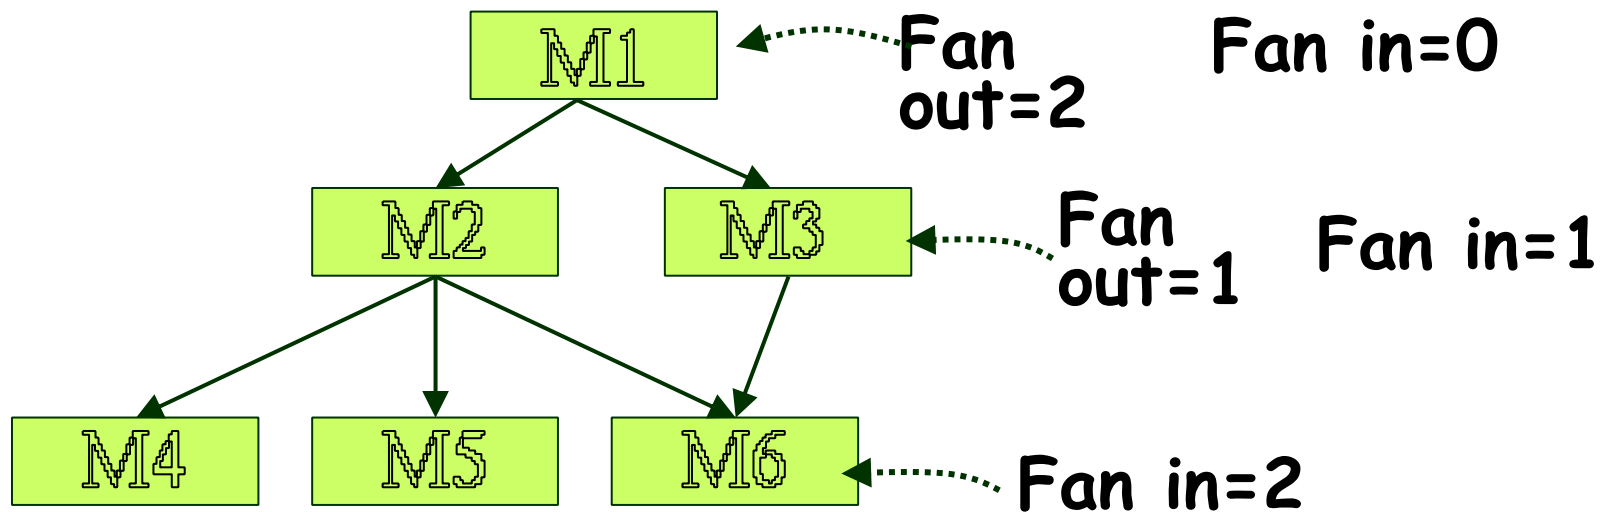 M1
Fan
out=2
Fan in=0
M2
M3
Fan
out=1
Fan in=1
M4
M5
M6
Fan in=2